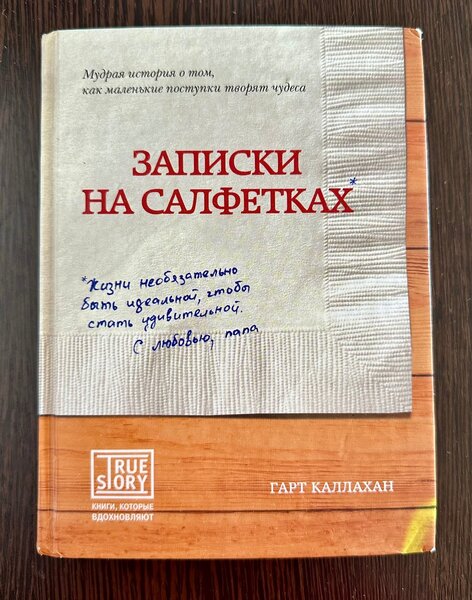 Мудрая история о том,
как маленькие поступки творят чудеса
ЗАПИСКИ
НА САЛФЕТКАХ*
*Жизни необязательно
быть идеальной, чтобы
стать удивительной.
С любовью, папа
TRUE
STORY
КНИГИ, КОТОРЫЕ
ВДОХНОВЛЯЮТ
ГАРТ КАЛЛАХАН